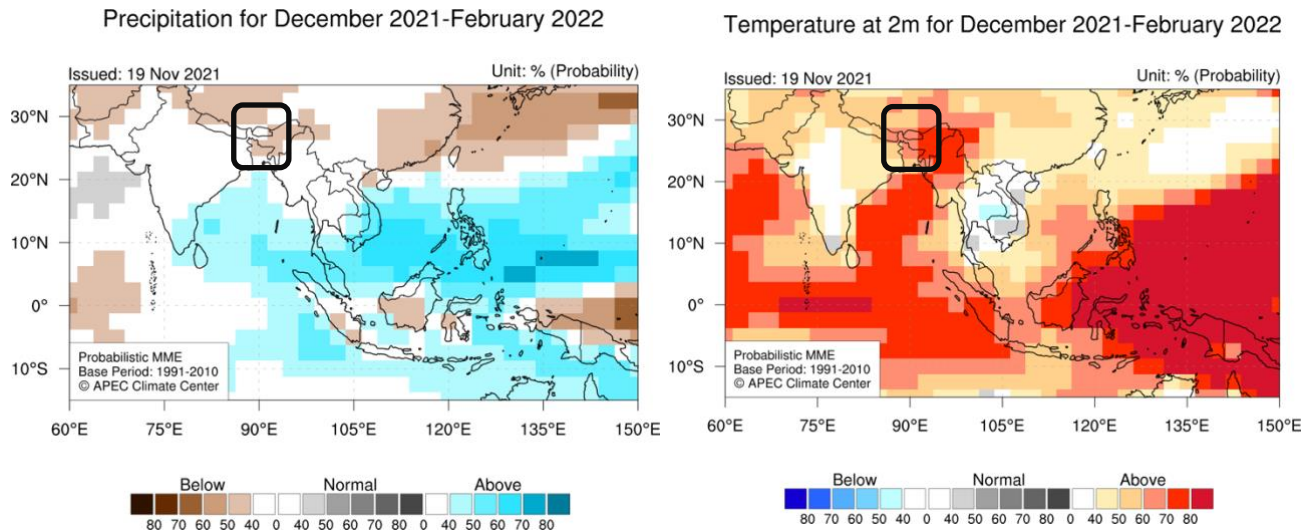 Precipitation for December 2021-February 2022
Issued: 19 Nov 2021 Unit: % (Probability)
30°N
20°N
10°N
0°
10°S
Probabilistic MME
Base Period: 1991-2010
© APEC Climate Center
60°E 75°E 90°E 105°E 120°E 135°E 150°E
Below Normal Above
80 70 60 50 40 0 40 50 60 70 80 0 40 50 60 70 80
Temperature at 2m for December 2021-February 2022
Issued: 19 Nov 2021 Unit: % (Probability)
30°N
20°N
10°N
0°
10°S
Probabilistic MME
Base Period: 1991-2010
© APEC Climate Center
60°E 75°E 90°E 105°E 120°E 135°E 150°E
Below Normal Above
80 70 60 50 40 0 40 50 60 70 80 0 40 50 60 70 80